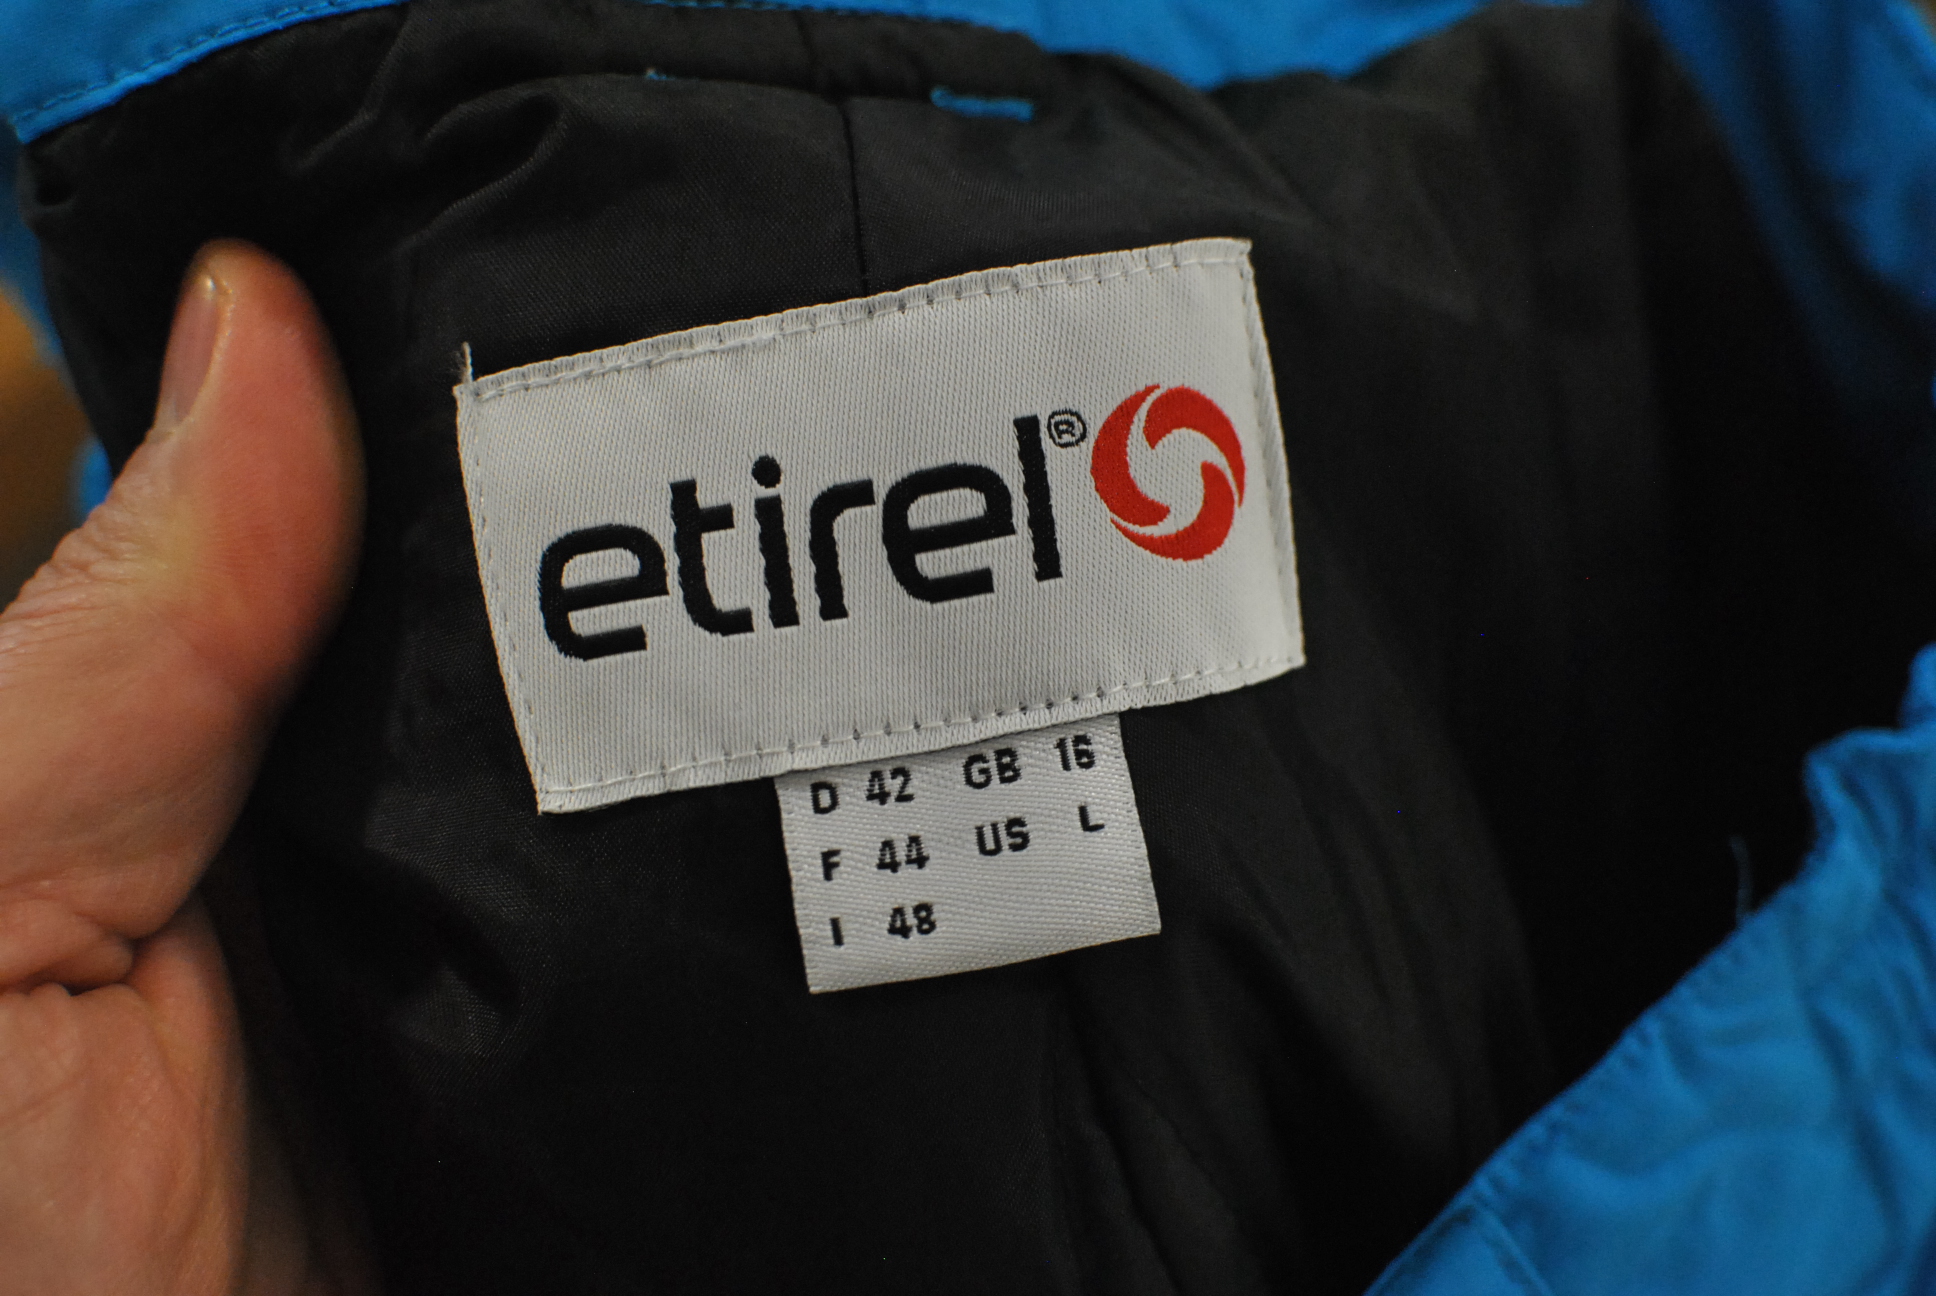 etirel®
D 42 GB 16
F 44 US L
I 48